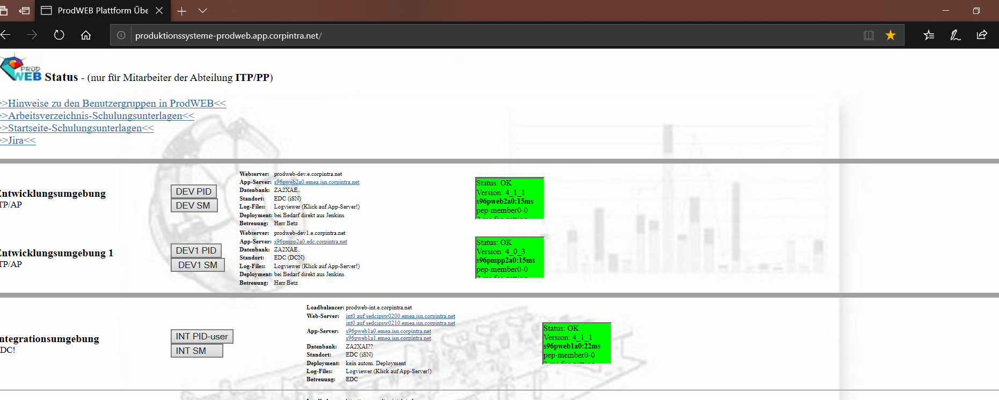 ProdWEB Plattform Übe
produktionssysteme-prodweb.app.corpintra.net/
PROD
WEB Status - (nur für Mitarbeiter der Abteilung ITP/PP)
>>Hinweise zu den Benutzergruppen in ProdWEB<<
>>Arbeitsverzeichnis-Schulungsunterlagen<<
>>Startseite-Schulungsunterlagen<<
>>Jira<<
Entwicklungsumgebung
TP/AP
DEV PID
DEV SM
Webserver: prodweb-dev.e.corpintra.net
App-Server: s96pweb2a0.emea.isn.corpintra.net
Datenbank: ZA2XAE..
Standort: EDC (iSN)
Log-Files: Logviewer (Klick auf App-Server!)
Deployment: bei Bedarf direkt aus Jenkins
Betreuung: Herr Betz
Status: OK
Version: 4_1_1
s96pweb2a0:15ms
pep-member0-0
Entwicklungsumgebung 1
TP/AP
DEV1 PID
DEV1 SM
Webserver: prodweb-dev1.e.corpintra.net
App-Server: s96pmpp2a0.edc.corpintra.net
Datenbank: ZA2XAE..
Standort: EDC (DCN)
Log-Files: Logviewer (Klick auf App-Server!)
Deployment: bei Bedarf direkt aus Jenkins
Betreuung: Herr Betz
Status: OK
Version: 4_0_3
s96pmpp2a0:15ms
pep-member0-0
ntegrationsumgebung
DC!
INT PID-user
INT SM
Loadbalancer: prodweb-int.e.corpintra.net
Web-Server: int0 auf sedcipsw0200.emea.isn.corpintra.net
int0 auf sedcipsw0210.emea.isn.corpintra.net
App-Server: s96pweb1a0.emea.isn.corpintra.net
s96pweb1a1.emea.isn.corpintra.net
Datenbank: ZA2XAI??
Standort: EDC (iSN)
Deployment: kein autom. Deployment
Log-Files: Logviewer (Klick auf App-Server!)
Betreuung: EDC
Status: OK
Version: 4_1_1
s96pweb1a0:22ms
pep-member0-0